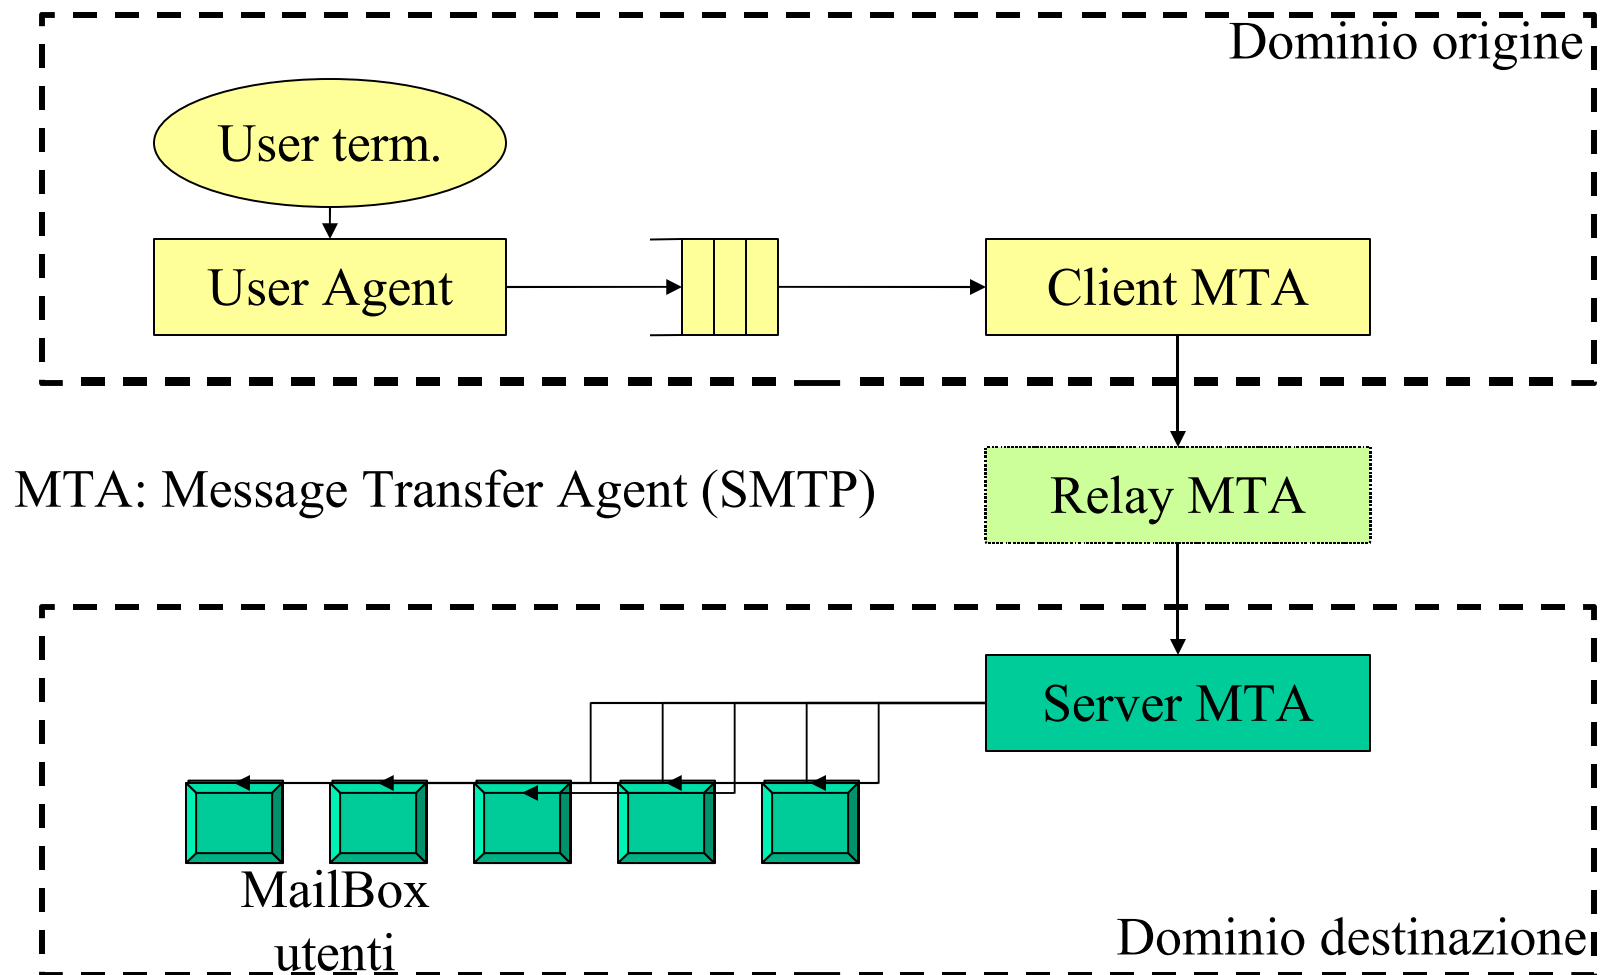 Dominio origine
User term.
User Agent
Client MTA
MTA: Message Transfer Agent (SMTP)
Relay MTA
Server MTA
MailBox
utenti
Dominio destinazione